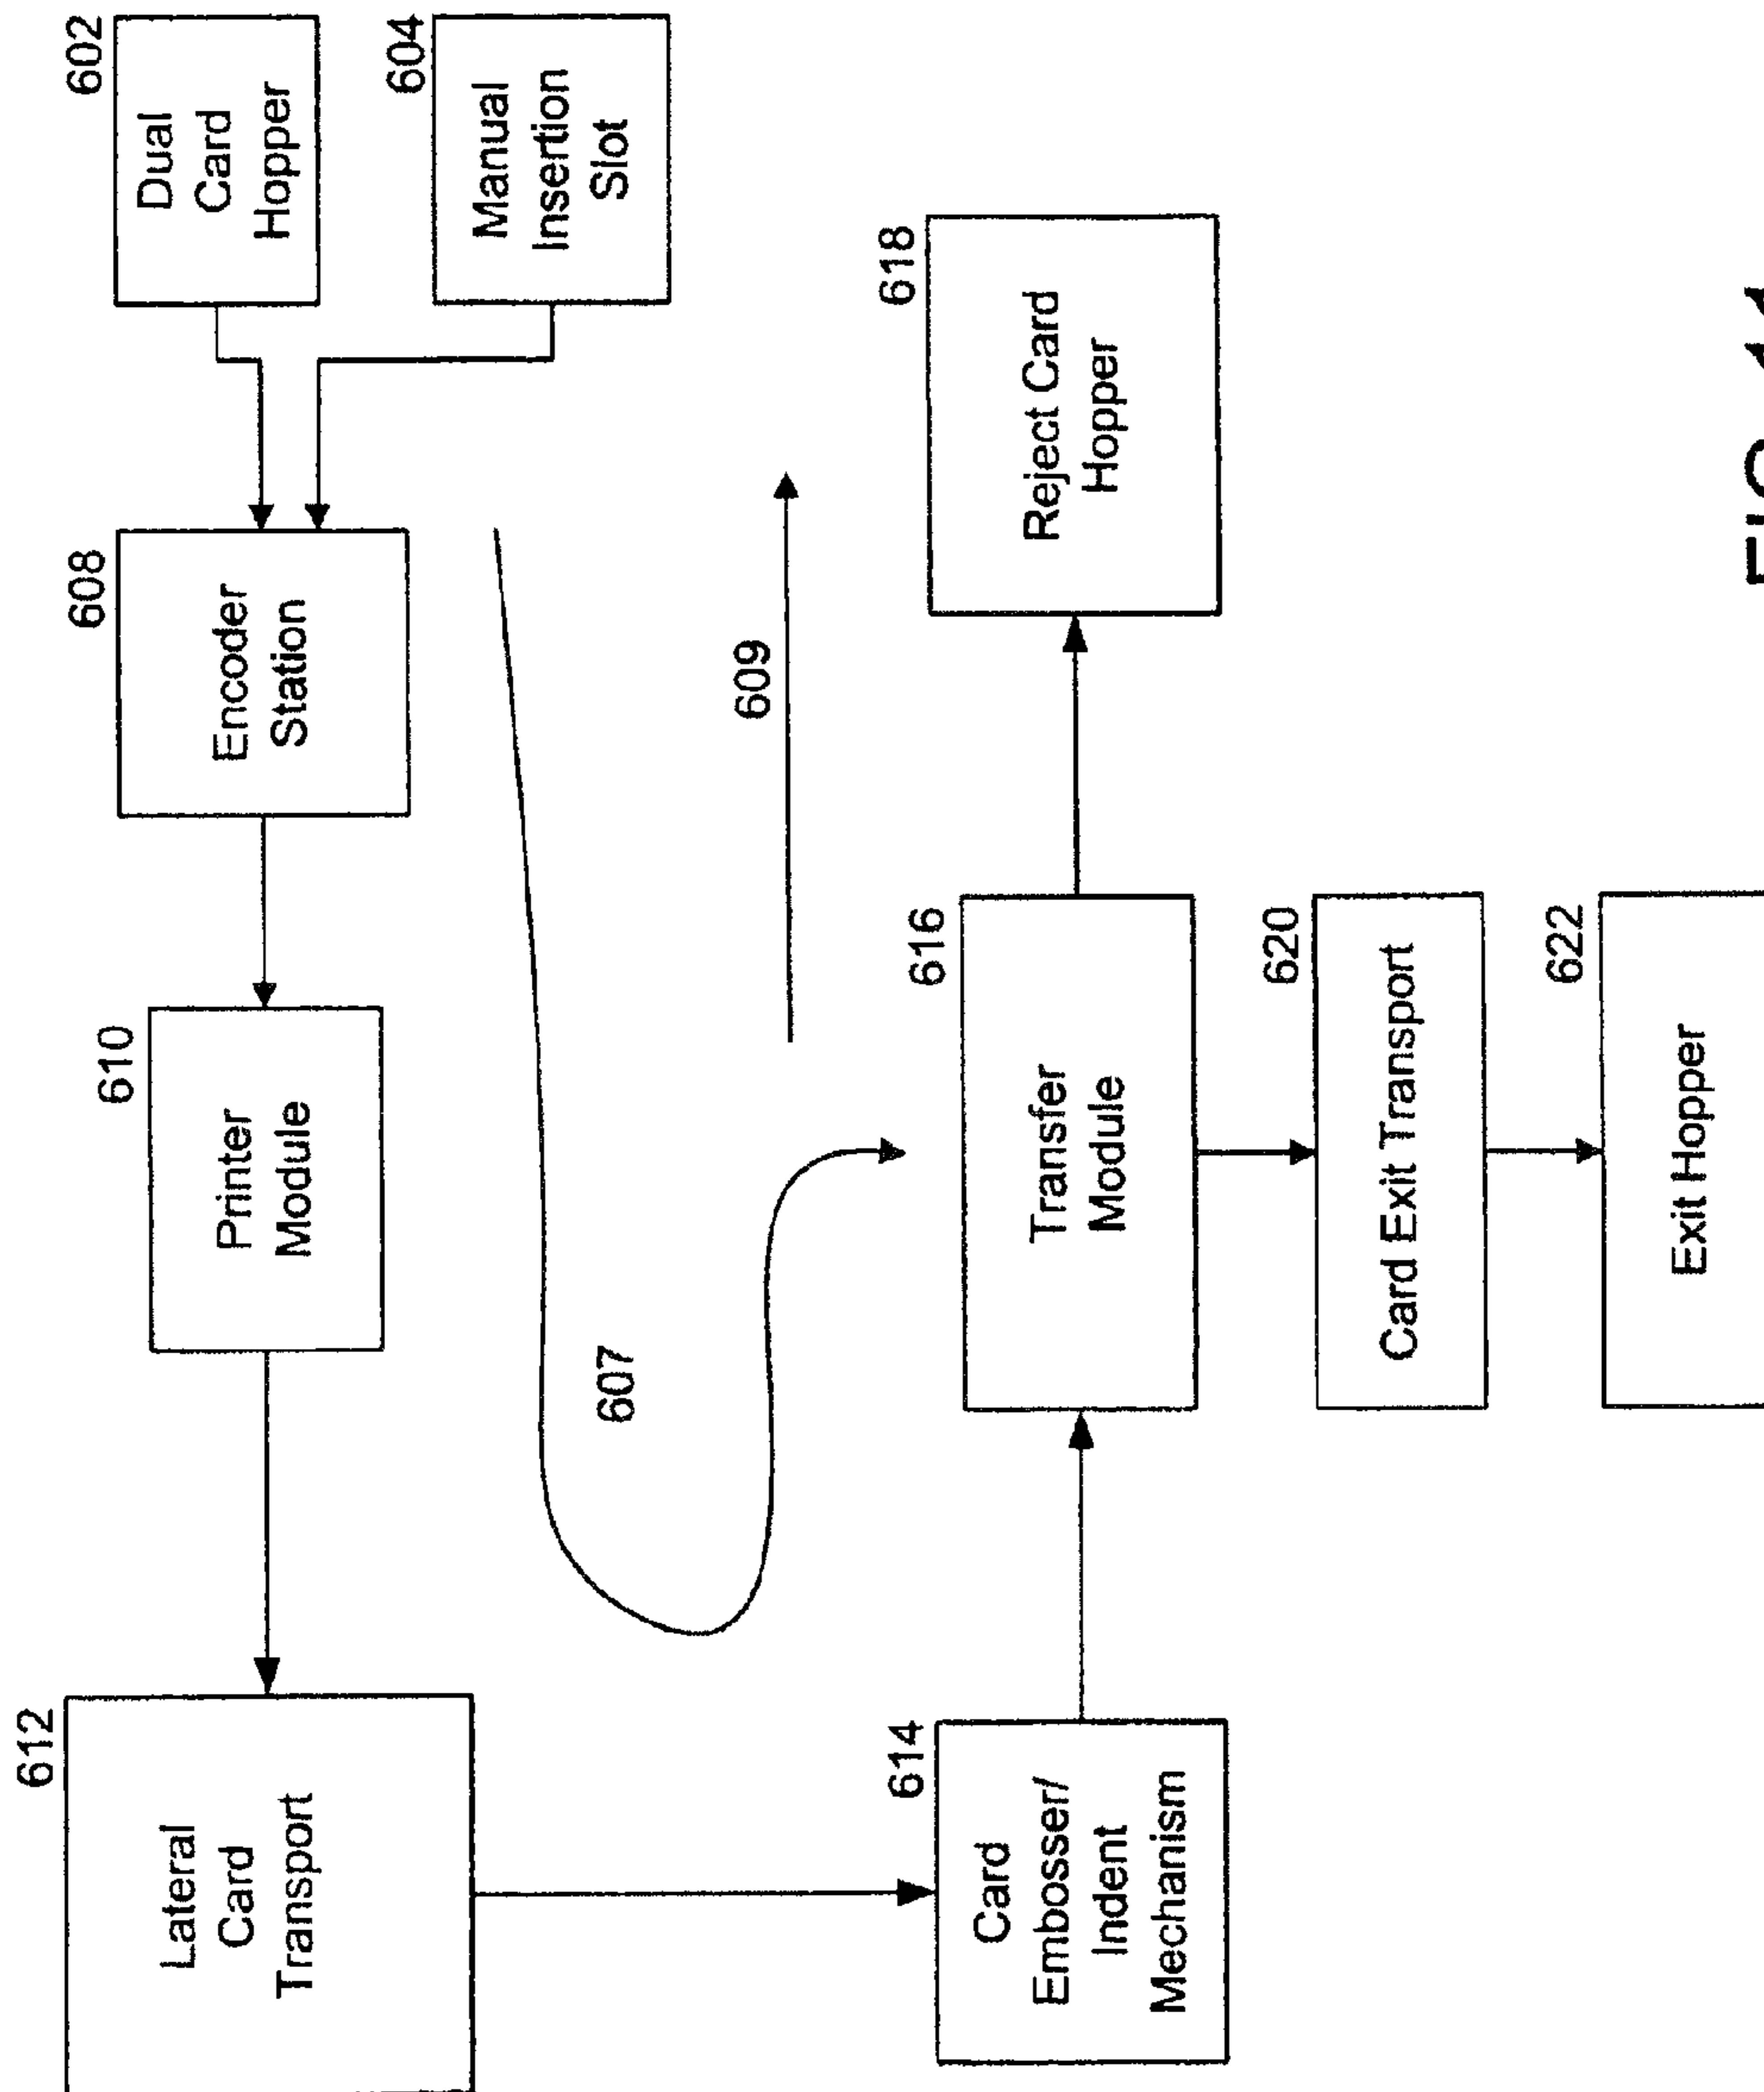 612
Lateral
Card
Transport
610
Printer
Module
608
Encoder
Station
602
Dual
Card
Hopper
604
Manual
Insertion
Slot
607
609
614
Card
Embosser/
Indent
Mechanism
616
Transfer
Module
618
Reject Card
Hopper
620
Card Exit Transport
622
Exit Hopper